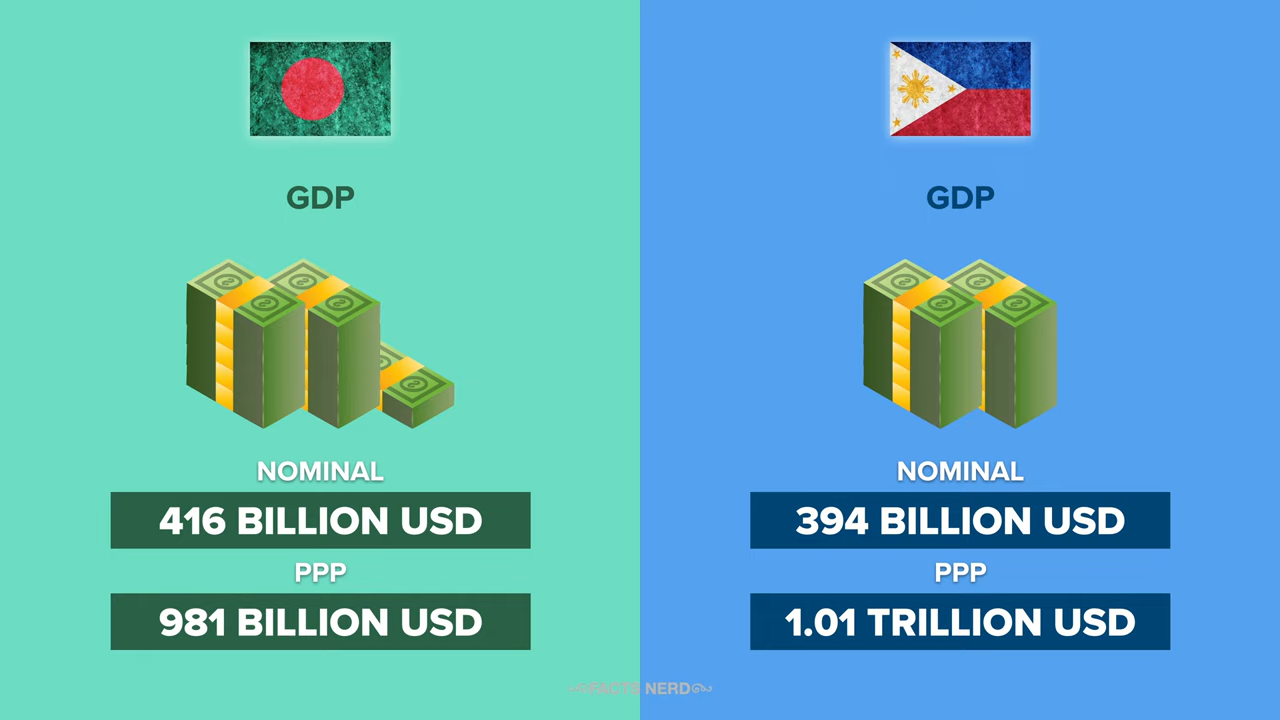 GDP
NOMINAL
416 BILLION USD
PPP
981 BILLION USD
GDP
NOMINAL
394 BILLION USD
PPP
1.01 TRILLION USD
FACTS NERD